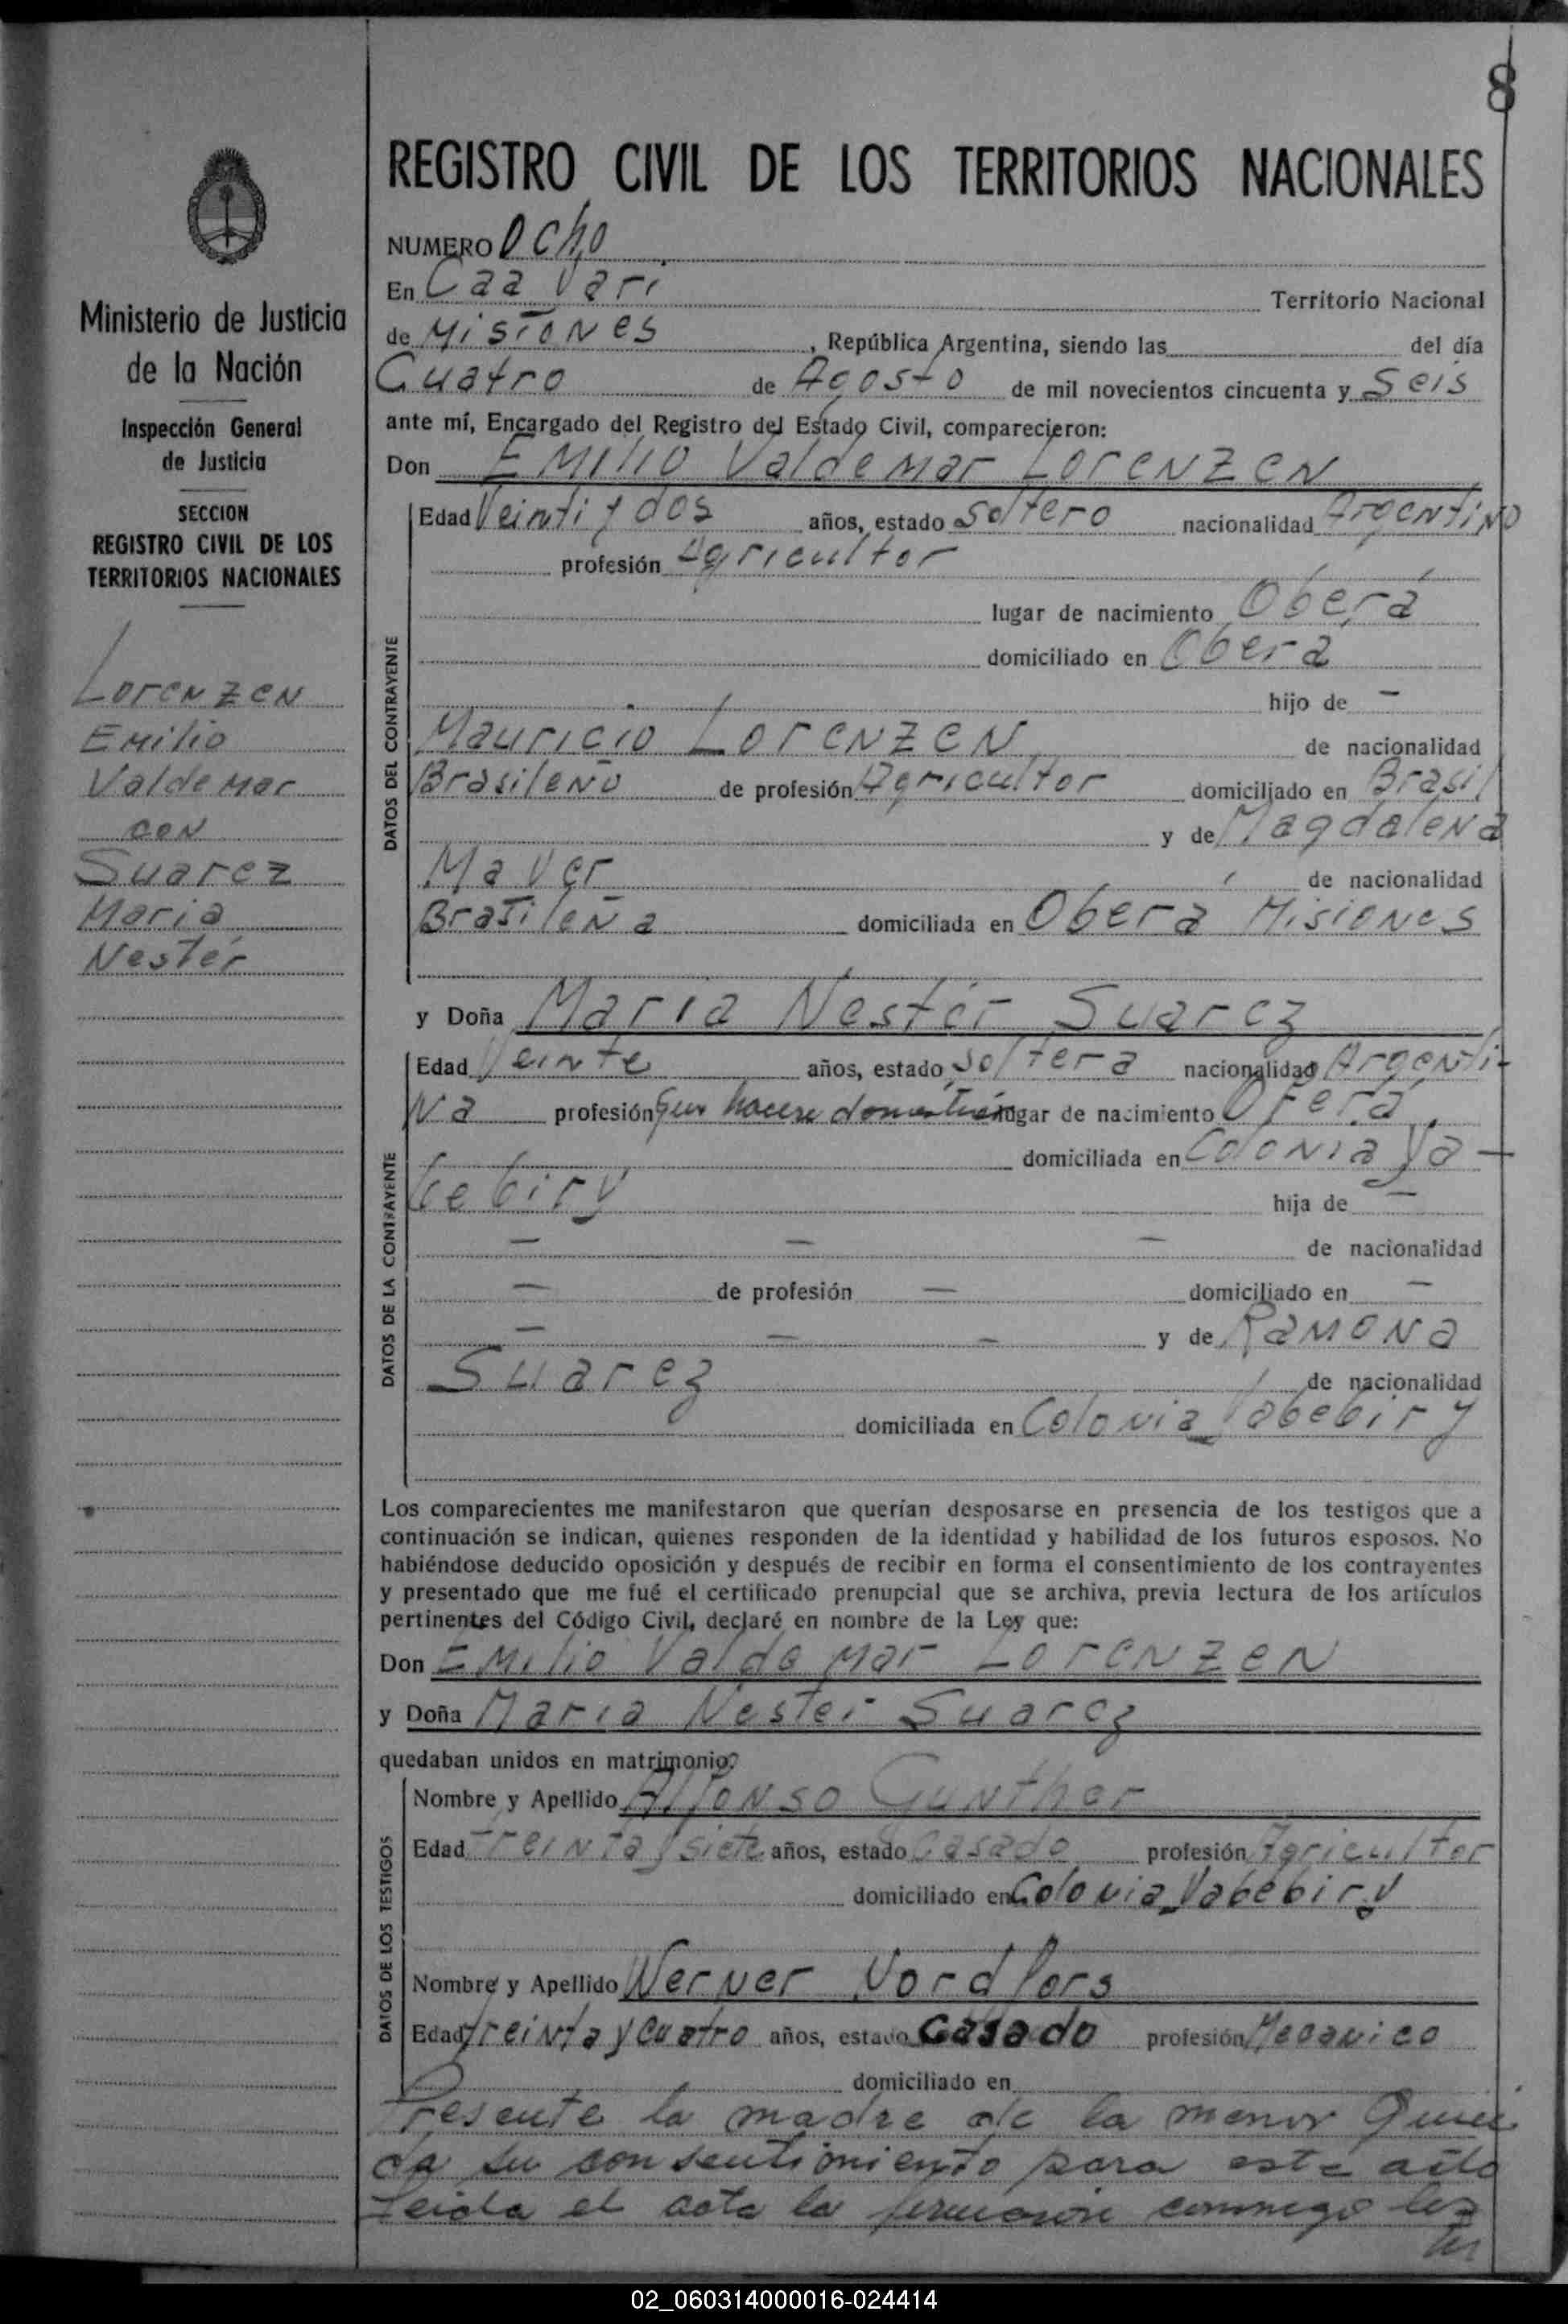 8
REGISTRO CIVIL DE LOS TERRITORIOS NACIONALES
NUMERO Ocho
En Caa Yari Territorio Nacional
de Misiones, República Argentina, siendo las del día
Cuatro de Agosto de mil novecientos cincuenta y Seis
ante mí, Encargado del Registro del Estado Civil, comparecieron:
Don Emilio Valdemar Lorenzen
DATOS DEL CONTRAYENTE
Edad Veinti y dos años, estado soltero nacionalidad Argentino
profesión Agricultor
lugar de nacimiento Oberá
domiciliado en Oberá
hijo de —
Mauricio Lorenzen de nacionalidad
Brasileño de profesión Agricultor domiciliado en Brasil
y de Magdalena
Maver de nacionalidad
Brasileña domiciliada en Oberá Misiones
y Doña Maria Nestór Suarez
DATOS DE LA CONTRAYENTE
Edad Veinte años, estado soltera nacionalidad Argenti-
na profesión Que hacere domestico lugar de nacimiento Oferá
domiciliada en Colonia Ya-
bebiry hija de —
— — — de nacionalidad
— de profesión — domiciliado en —
— — — y de Ramona
Suarez de nacionalidad
domiciliada en Colonia Yabebiry
Los comparecientes me manifestaron que querían desposarse en presencia de los testigos que a
continuación se indican, quienes responden de la identidad y habilidad de los futuros esposos. No
habiéndose deducido oposición y después de recibir en forma el consentimiento de los contrayentes
y presentado que me fué el certificado prenupcial que se archiva, previa lectura de los artículos
pertinentes del Código Civil, declaré en nombre de la Ley que:
Don Emilio Valdemar Lorenzen
y Doña Maria Nester Suarez
quedaban unidos en matrimonio.
DATOS DE LOS TESTIGOS
Nombre y Apellido Alfonso Gunther
Edad Treinta y siete años, estado Casado profesión Agricultor
domiciliado en Colonia Yabebiry
Nombre y Apellido Werner Nordfors
Edad treinta y cuatro años, estado Casado profesión Mecanico
domiciliado en
Presente la madre de la menor Quien
da su consentimiento para este acto
Leida el acta la firmaron conmigo los
Ministerio de Justicia
de la Nación
Inspección General
de Justicia
SECCION
REGISTRO CIVIL DE LOS
TERRITORIOS NACIONALES
Lorenzen
Emilio
Valdemar
con
Suarez
Maria
Nestér
02_060314000016-024414